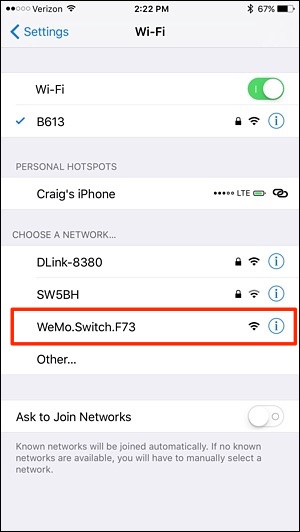 Verizon 2:22 PM 67%
Settings Wi-Fi
Wi-Fi
B613
PERSONAL HOTSPOTS
Craig's iPhone LTE
CHOOSE A NETWORK...
DLink-8380
SW5BH
WeMo.Switch.F73
Other...
Ask to Join Networks
Known networks will be joined automatically. If no known
networks are available, you will have to manually select a
network.